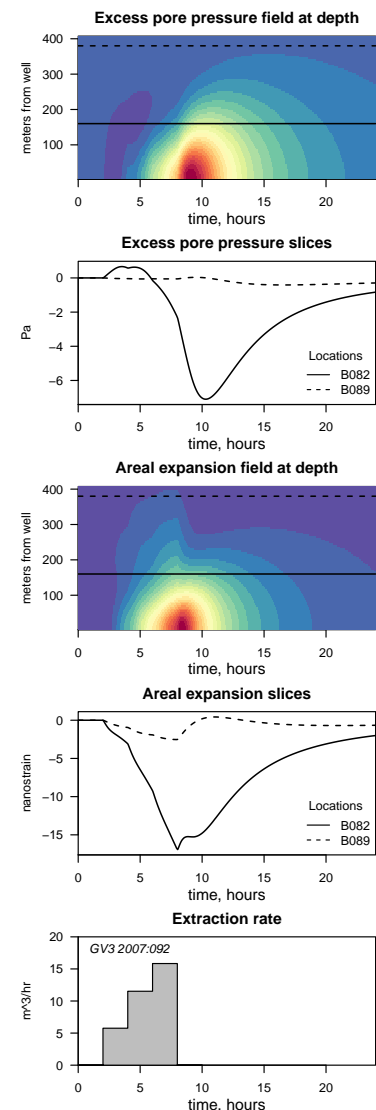 Excess pore pressure field at depth
meters from well
400
300
200
100
0 5 10 15 20
time, hours
Excess pore pressure slices
Pa
0
−2
−4
−6
Locations
B082
B089
0 5 10 15 20
time, hours
Areal expansion field at depth
meters from well
400
300
200
100
0 5 10 15 20
time, hours
Areal expansion slices
nanostrain
0
−5
−10
−15
Locations
B082
B089
0 5 10 15 20
time, hours
Extraction rate
m^3/hr
20
15
10
5
0
GV3 2007:092
0 5 10 15 20
time, hours